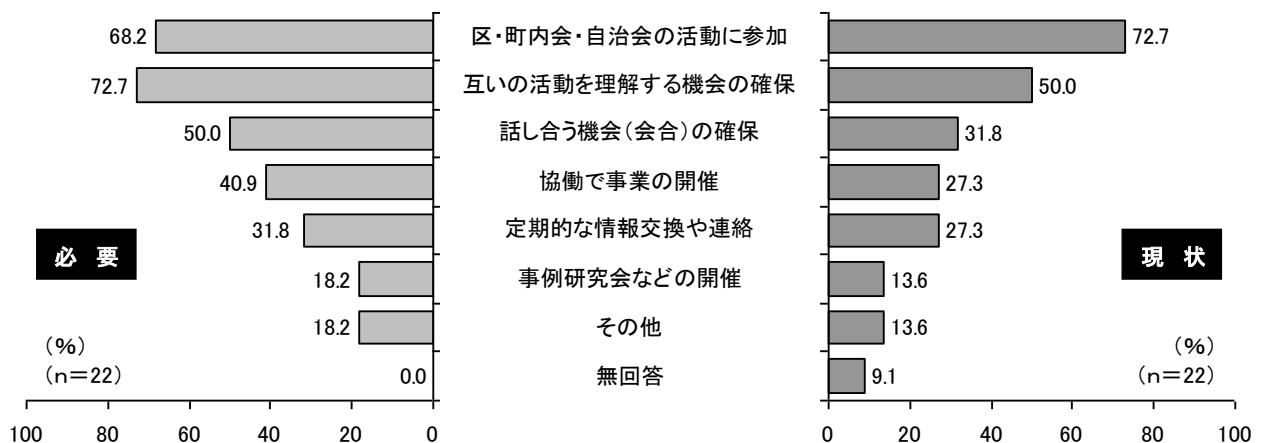 68.2 区・町内会・自治会の活動に参加 72.7
72.7 互いの活動を理解する機会の確保 50.0
50.0 話し合う機会(会合)の確保 31.8
40.9 協働で事業の開催 27.3
31.8 定期的な情報交換や連絡 27.3
必 要
現 状
18.2 事例研究会などの開催 13.6
18.2 その他 13.6
(%)
(n=22)
0.0 無回答 9.1
(%)
(n=22)
100 80 60 40 20 0
0 20 40 60 80 100